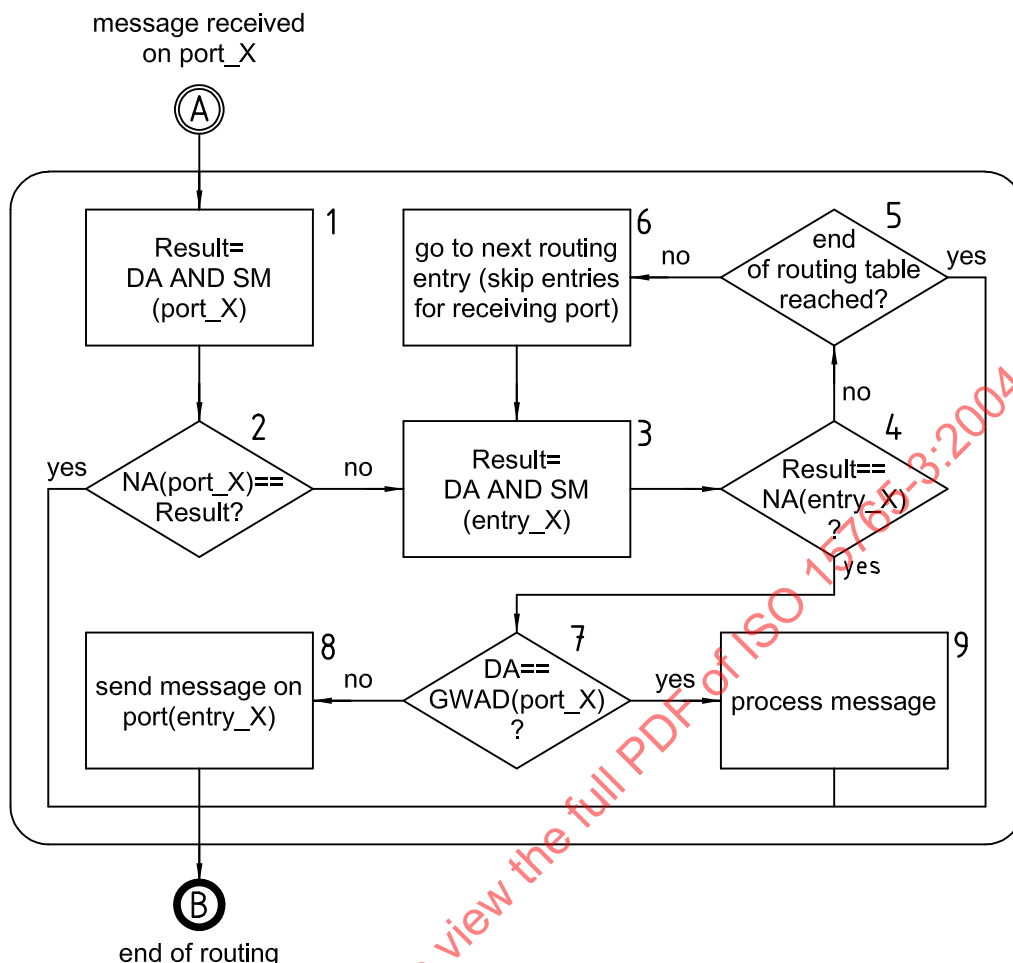 message received
on port_X
A
1
Result=
DA AND SM
(port_X)
6
go to next routing
entry (skip entries
for receiving port)
no
5
end
of routing table
reached?
yes
no
2
yes
NA(port_X)==
Result?
no
3
Result=
DA AND SM
(entry_X)
4
Result==
NA(entry_X)
?
yes
8
send message on
port(entry_X)
no
7
DA==
GWAD(port_X)
?
yes
9
process message
B
end of routing
view the full PDF of ISO 15765-3:2004